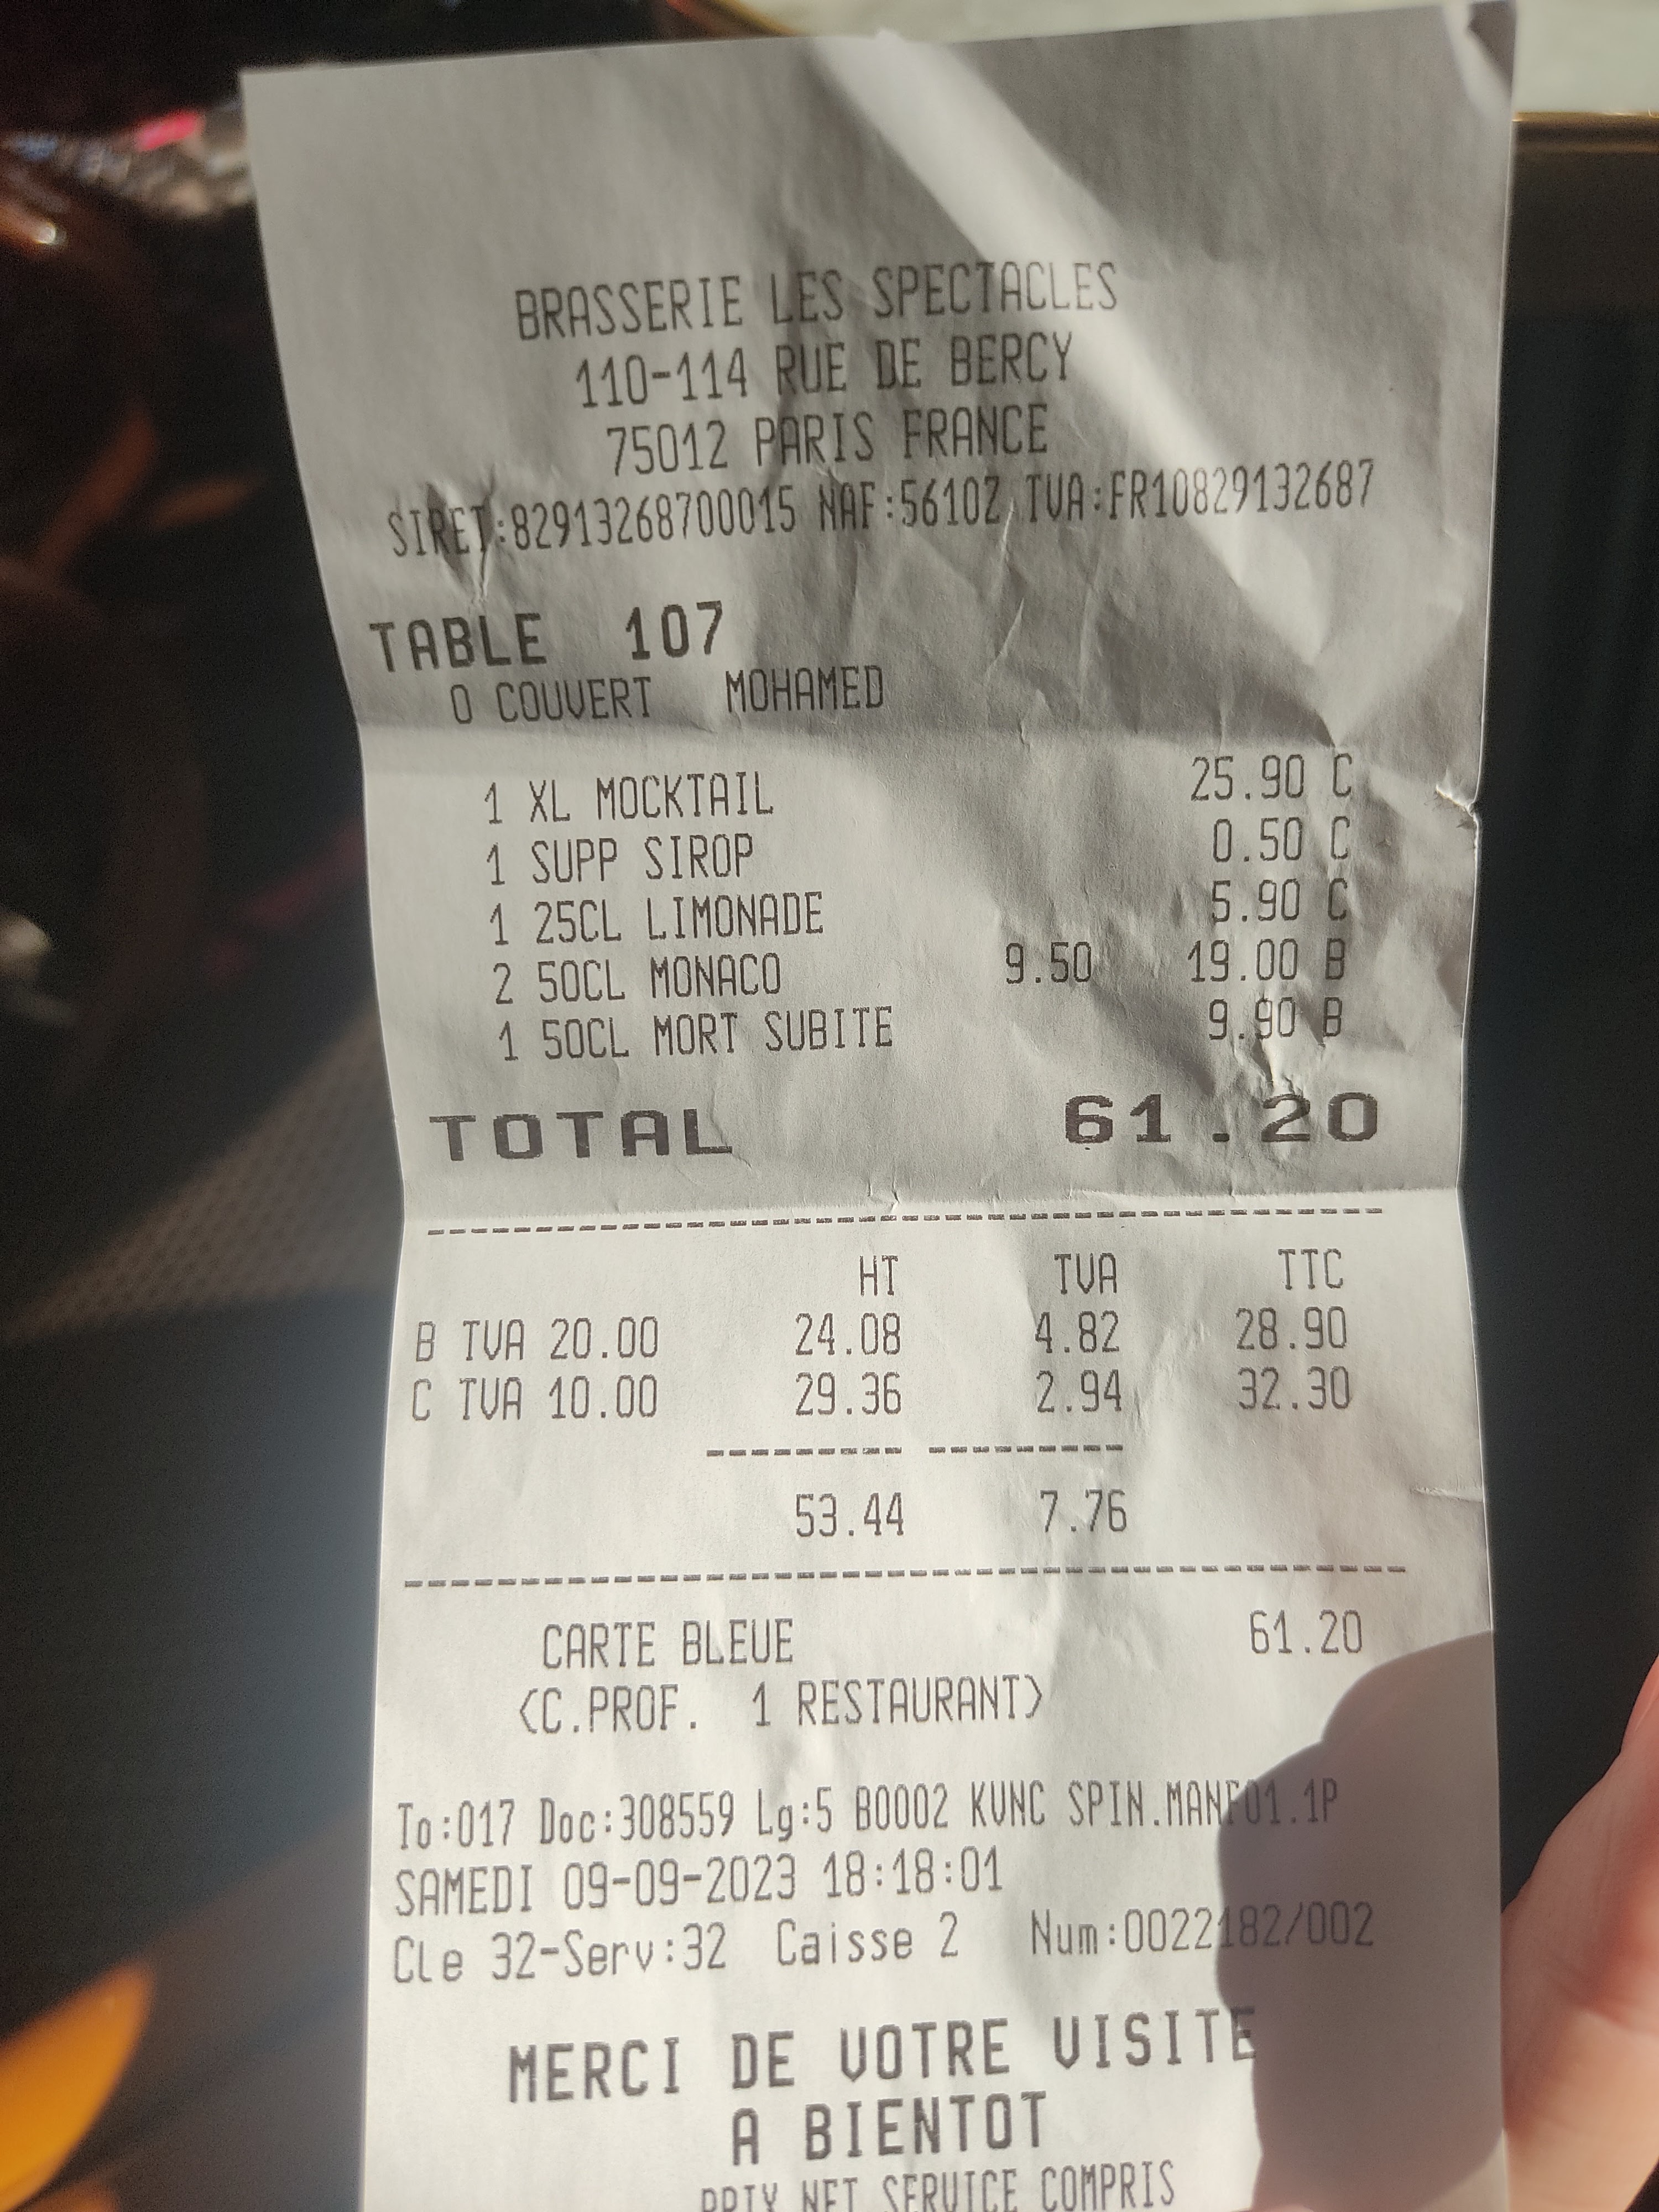 BRASSERIE LES SPECTACLES
110-114 RUE DE BERCY
75012 PARIS FRANCE
SIRET:82913268700015 NAF:5610Z TVA:FR10829132687
TABLE 107
0 COUVERT MOHAMED
1 XL MOCKTAIL 25.90 C
1 SUPP SIROP 0.50 C
1 25CL LIMONADE 5.90 C
2 50CL MONACO 9.50 19.00 B
1 50CL MORT SUBITE 9.90 B
TOTAL 61.20
HT TVA TTC
B TVA 20.00 24.08 4.82 28.90
C TVA 10.00 29.36 2.94 32.30
53.44 7.76
CARTE BLEUE 61.20
<C.PROF. 1 RESTAURANT>
To:017 Doc:308559 Lg:5 B0002 KVNC SPIN.MANF01.1P
SAMEDI 09-09-2023 18:18:01
Cle 32-Serv:32 Caisse 2 Num:0022182/002
MERCI DE VOTRE VISITE
A BIENTOT
PRIX NET SERVICE COMPRIS